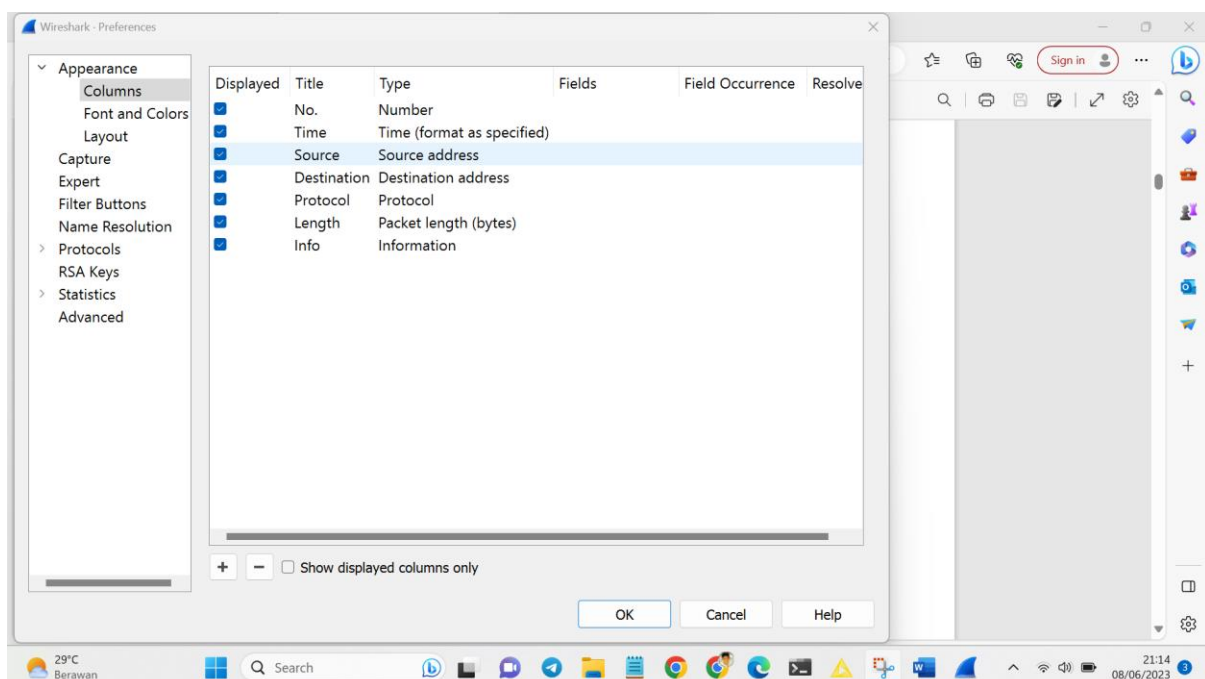 Wireshark - Preferences
Appearance
Columns
Font and Colors
Layout
Capture
Expert
Filter Buttons
Name Resolution
Protocols
RSA Keys
Statistics
Advanced
Displayed Title Type Fields Field Occurrence Resolve
No. Number
Time Time (format as specified)
Source Source address
Destination Destination address
Protocol Protocol
Length Packet length (bytes)
Info Information
+ − Show displayed columns only
OK Cancel Help
Sign in
29°C
Berawan
Search
21:14
08/06/2023
3